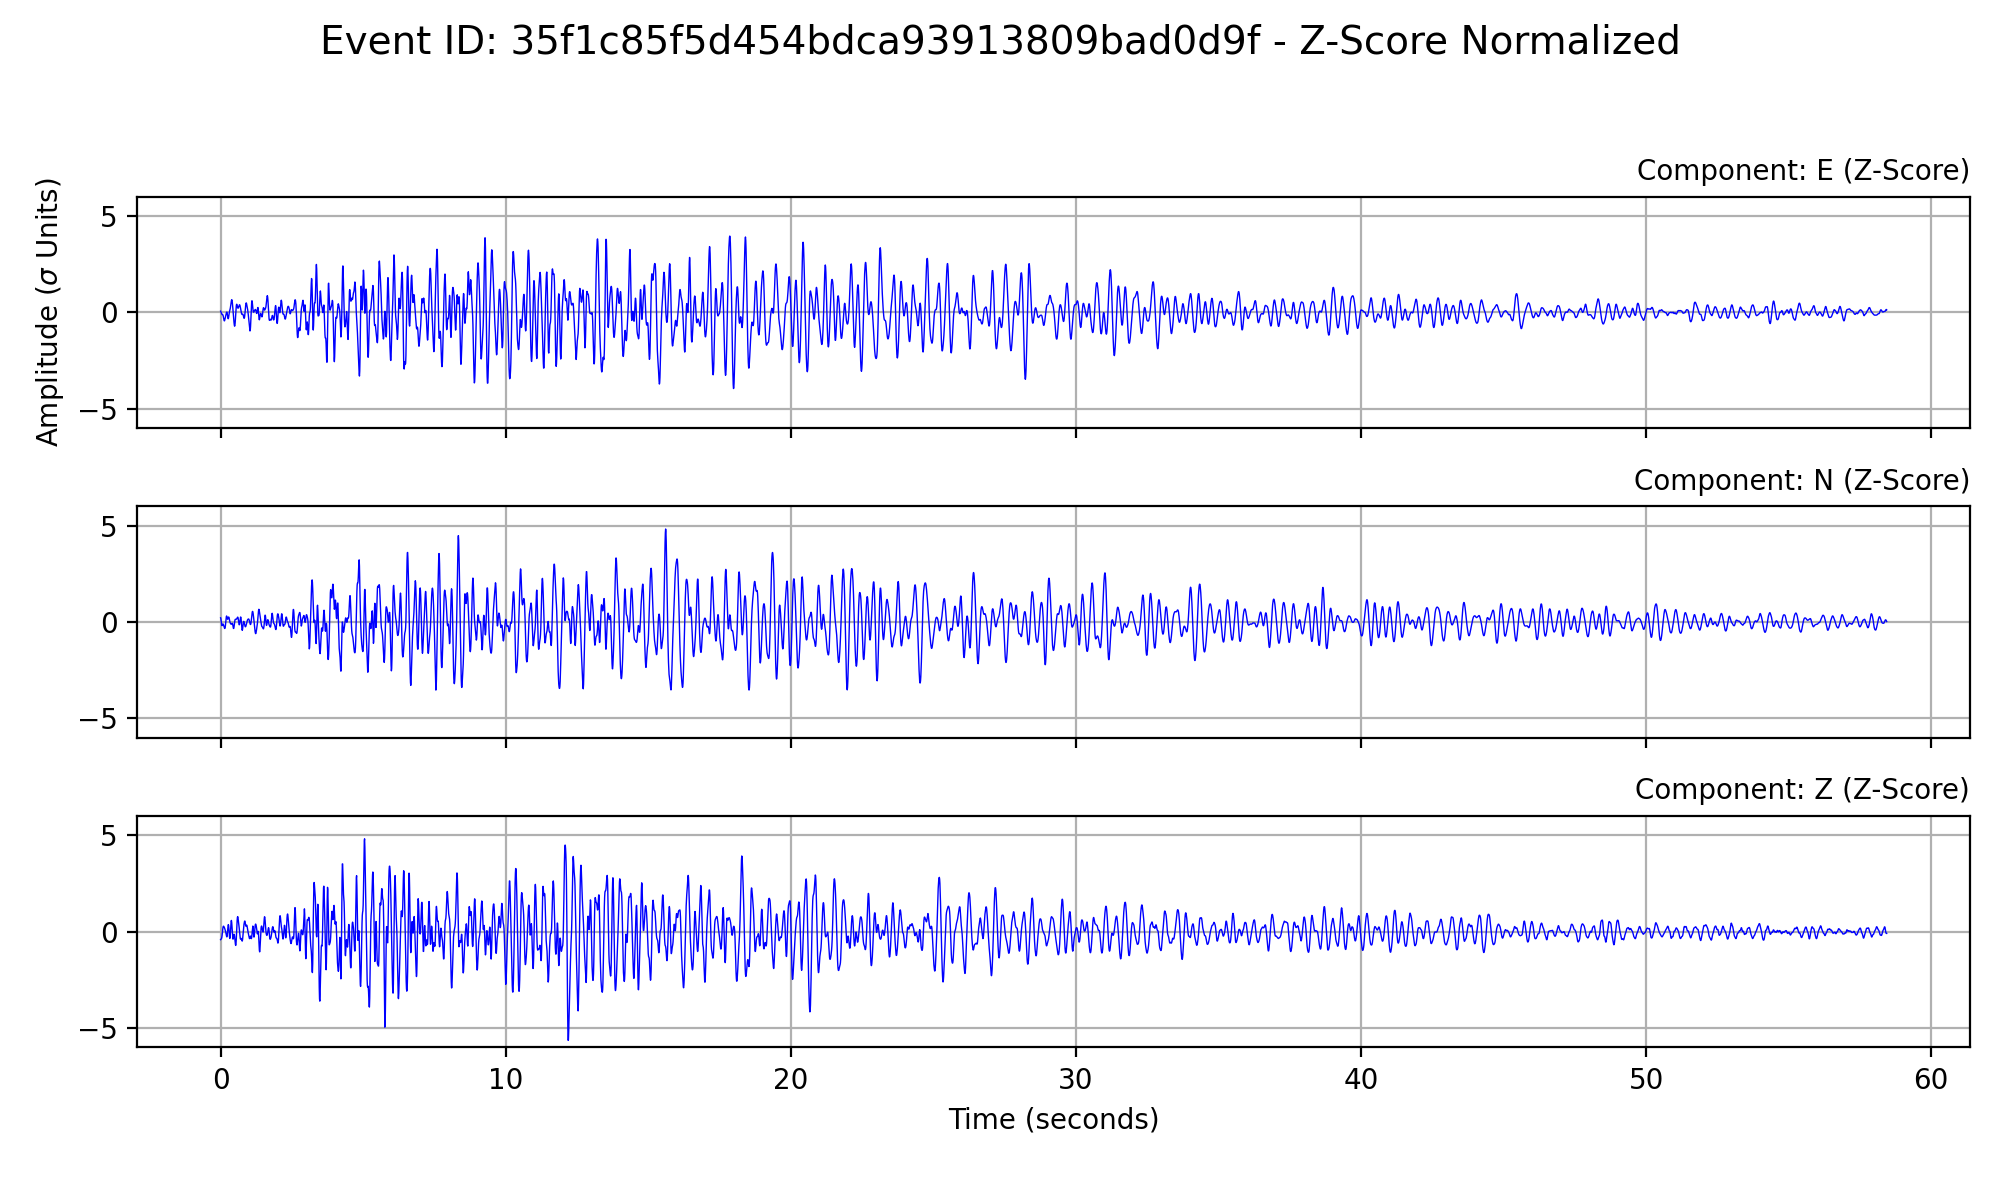 Event ID: 35f1c85f5d454bdca93913809bad0d9f - Z-Score Normalized
Component: E (Z-Score)
Amplitude (σ Units)
5
0
−5
Component: N (Z-Score)
5
0
−5
Component: Z (Z-Score)
5
0
−5
0 10 20 30 40 50 60
Time (seconds)